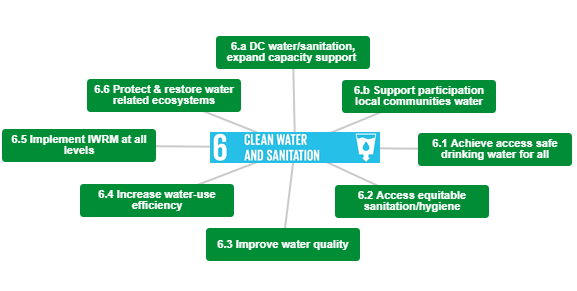 6.a DC water/sanitation,
expand capacity support
6.6 Protect & restore water
related ecosystems
6.b Support participation
local communities water
6.5 Implement IWRM at all
levels
6 CLEAN WATER
AND SANITATION
6.1 Achieve access safe
drinking water for all
6.4 Increase water-use
efficiency
6.2 Access equitable
sanitation/hygiene
6.3 Improve water quality